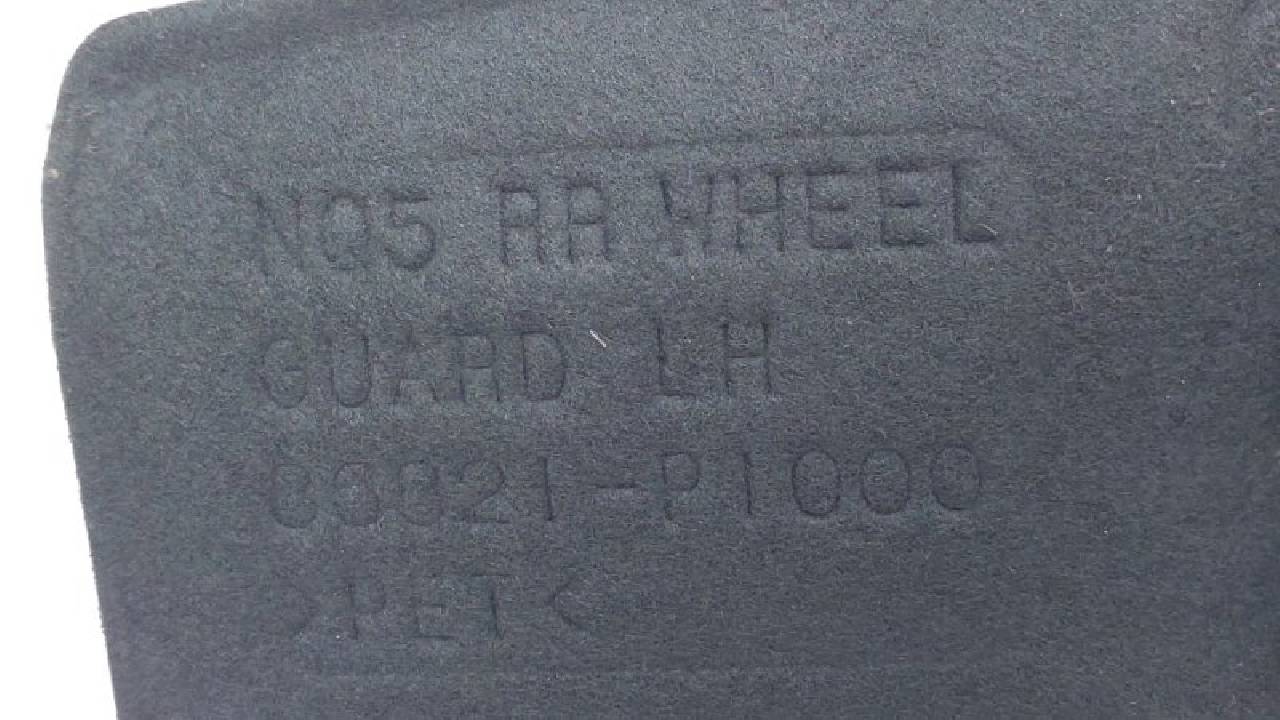 NQ5 RR WHEEL
GUARD LH
86821-P1000
>PET<